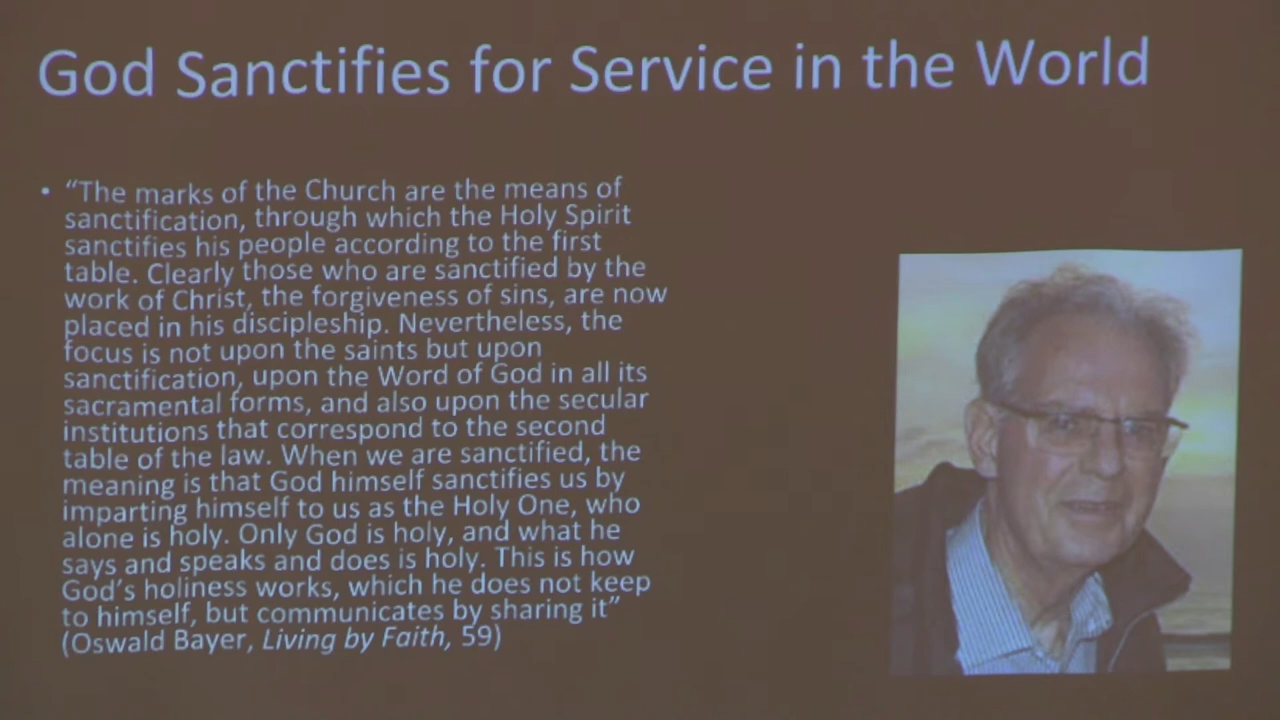 God Sanctifies for Service in the World
• “The marks of the Church are the means of
sanctification, through which the Holy Spirit
sanctifies his people according to the first
table. Clearly those who are sanctified by the
work of Christ, the forgiveness of sins, are now
placed in his discipleship. Nevertheless, the
focus is not upon the saints but upon
sanctification, upon the Word of God in all its
sacramental forms, and also upon the secular
institutions that correspond to the second
table of the law. When we are sanctified, the
meaning is that God himself sanctifies us by
imparting himself to us as the Holy One, who
alone is holy. Only God is holy, and what he
says and speaks and does is holy. This is how
God’s holiness works, which he does not keep
to himself, but communicates by sharing it”
(Oswald Bayer, Living by Faith, 59)